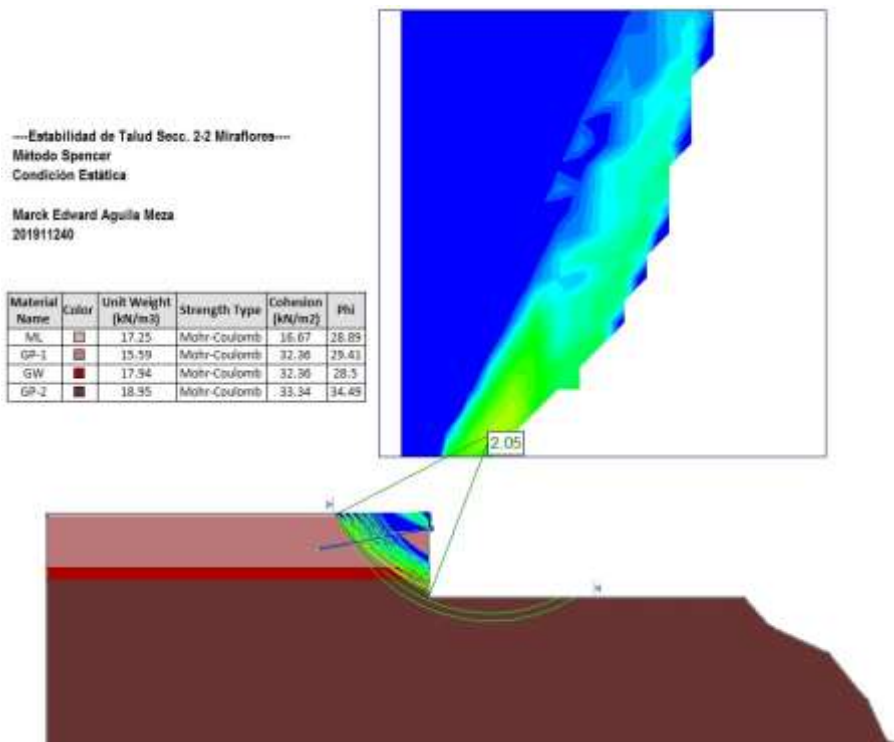 ----Estabilidad de Talud Secc. 2-2 Miraflores----
Método Spencer
Condición Estática
Marck Edward Aguila Meza
201911240
Material Name Color Unit Weight (kN/m3) Strength Type Cohesion (kN/m2) Phi
ML 17.25 Mohr-Coulomb 16.67 28.89
GP-1 15.59 Mohr-Coulomb 32.36 29.41
GW 17.94 Mohr-Coulomb 32.36 28.5
GP-2 18.95 Mohr-Coulomb 33.34 34.49
2.05